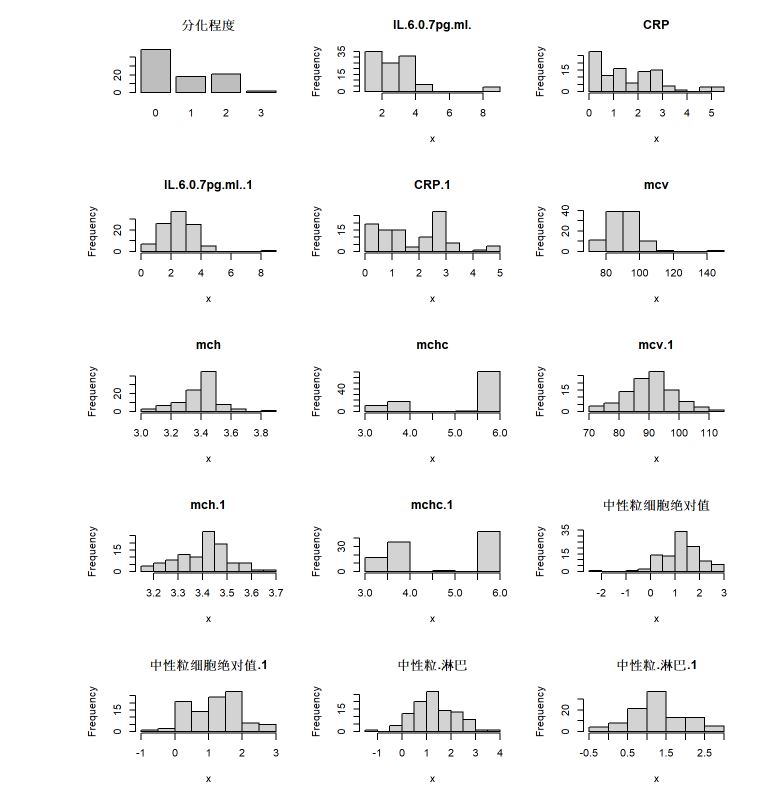 分化程度 IL.6.0.7pg.ml. CRP
Frequency 0 20 0 1 2 3
Frequency 0 15 35 2 4 6 8 x
Frequency 0 15 0 1 2 3 4 5 x
IL.6.0.7pg.ml..1 CRP.1 mcv
Frequency 0 20 0 2 4 6 8 x
Frequency 0 15 0 1 2 3 4 5 x
Frequency 0 20 40 80 100 120 140 x
mch mchc mcv.1
Frequency 0 20 3.0 3.2 3.4 3.6 3.8 x
Frequency 0 40 3.0 4.0 5.0 6.0 x
Frequency 0 15 70 80 90 100 110 x
mch.1 mchc.1 中性粒细胞绝对值
Frequency 0 15 3.2 3.3 3.4 3.5 3.6 3.7 x
Frequency 0 30 3.0 4.0 5.0 6.0 x
Frequency 0 15 35 -2 -1 0 1 2 3 x
中性粒细胞绝对值.1 中性粒.淋巴 中性粒.淋巴.1
Frequency 0 15 -1 0 1 2 3 x
Frequency 0 15 -1 0 1 2 3 4 x
Frequency 0 20 -0.5 0.5 1.5 2.5 x